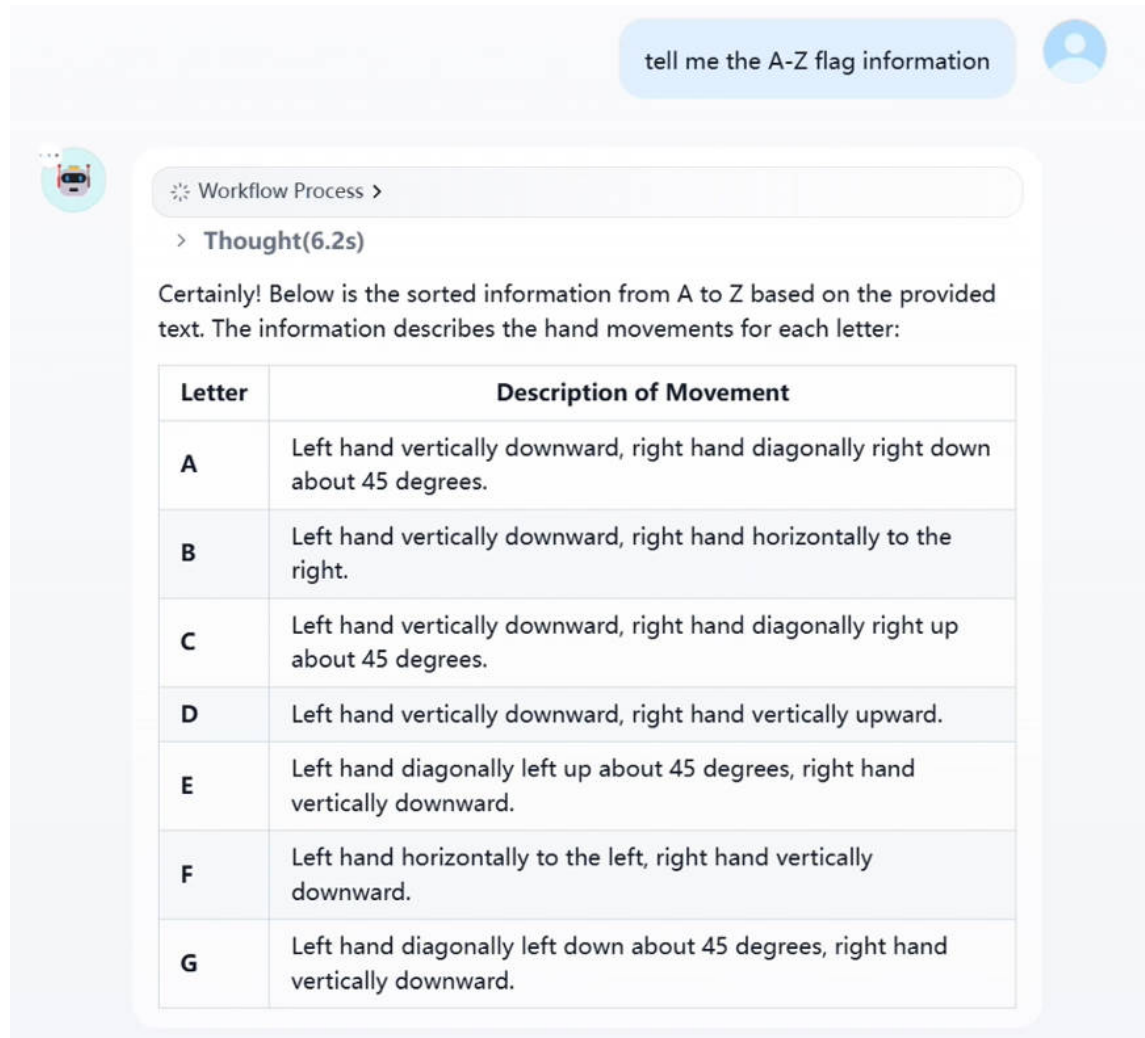 tell me the A-Z flag information
Workflow Process >
> Thought(6.2s)
Certainly! Below is the sorted information from A to Z based on the provided
text. The information describes the hand movements for each letter:
Letter Description of Movement
A Left hand vertically downward, right hand diagonally right down
about 45 degrees.
B Left hand vertically downward, right hand horizontally to the
right.
C Left hand vertically downward, right hand diagonally right up
about 45 degrees.
D Left hand vertically downward, right hand vertically upward.
E Left hand diagonally left up about 45 degrees, right hand
vertically downward.
F Left hand horizontally to the left, right hand vertically
downward.
G Left hand diagonally left down about 45 degrees, right hand
vertically downward.